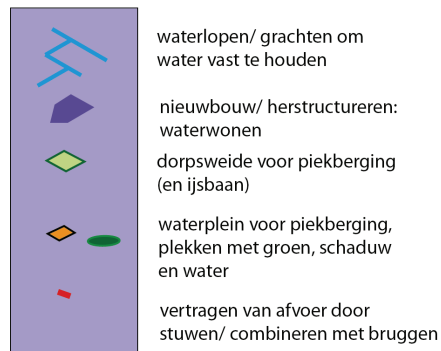 waterlopen/ grachten om
water vast te houden
nieuwbouw/ herstructureren:
waterwonen
dorpsweide voor piekberging
(en ijsbaan)
waterplein voor piekberging,
plekken met groen, schaduw
en water
vertragen van afvoer door
stuwen/ combineren met bruggen